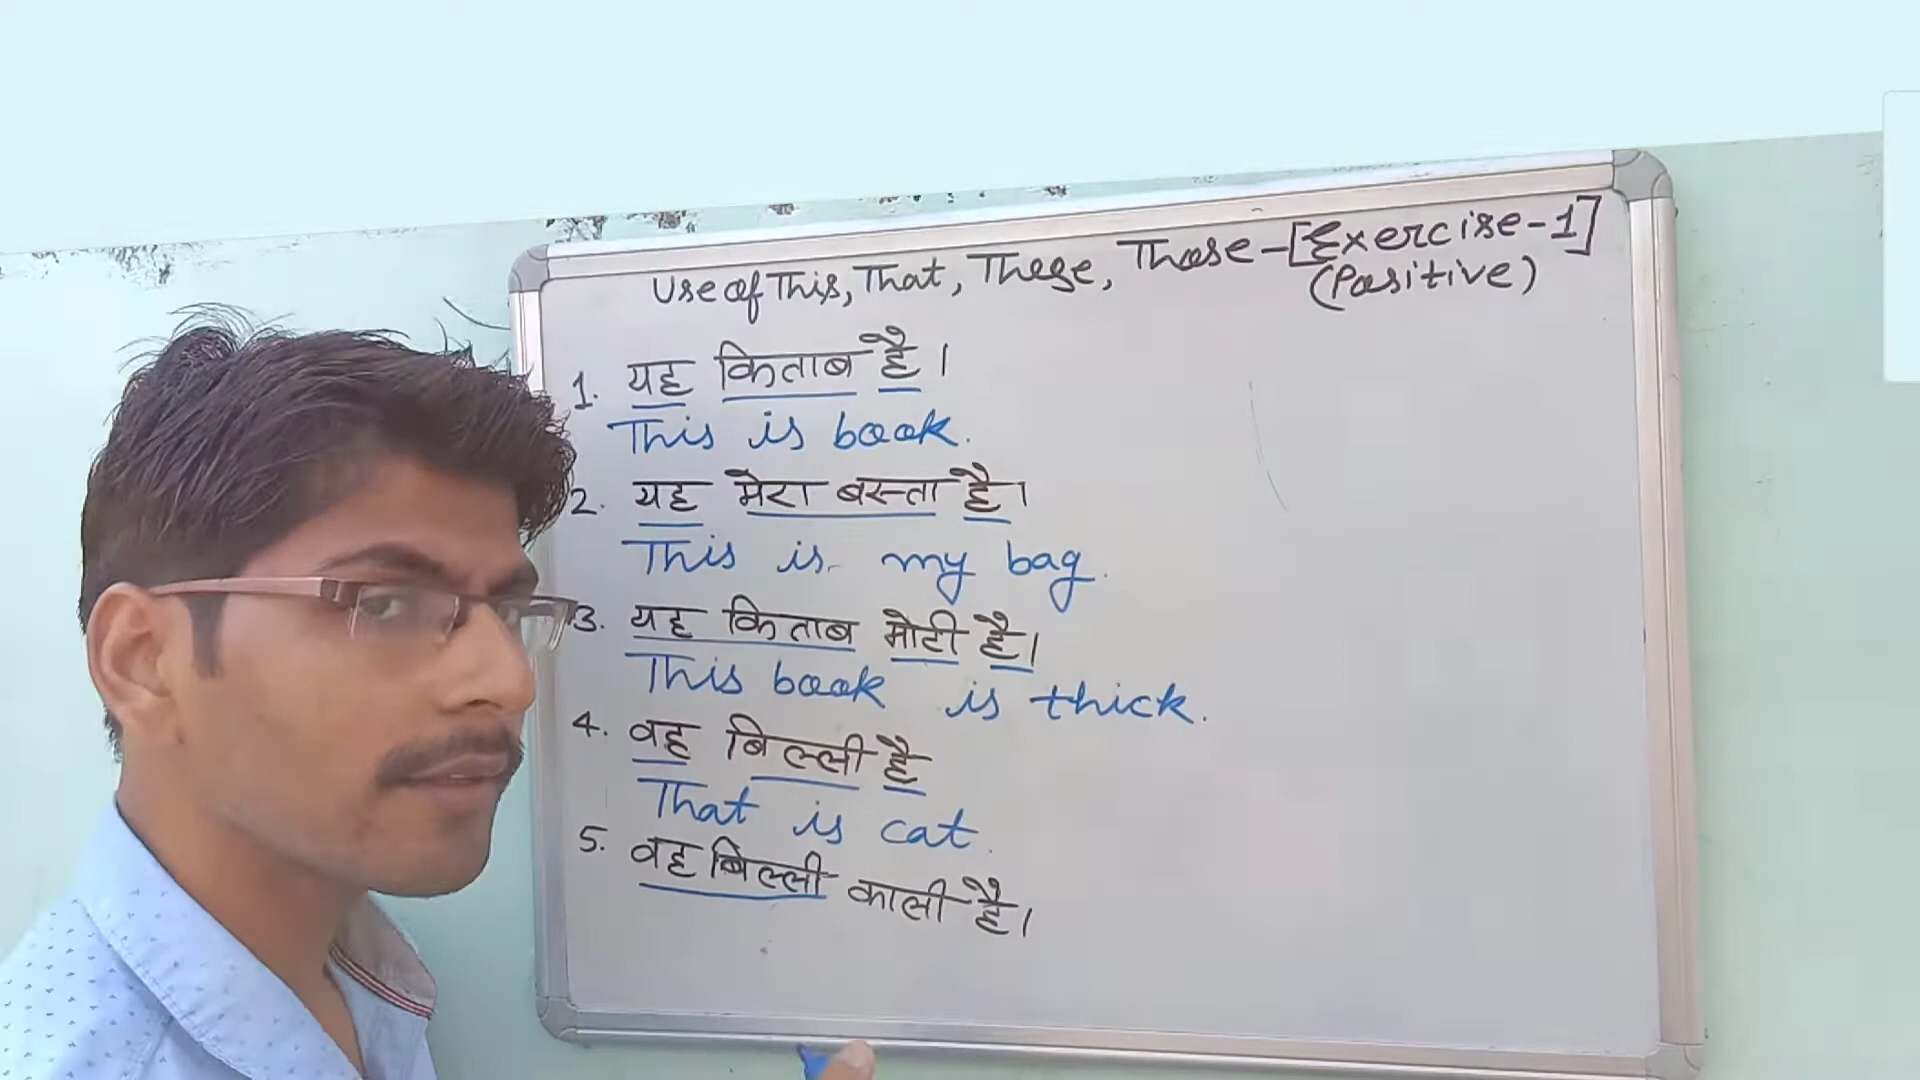 Use of This, That, These, Those - [Exercise-1]
(Positive)
1. यह किताब है।
This is book.
2. यह मेरा बस्ता है।
This is my bag.
3. यह किताब मोटी है।
This book is thick.
4. वह बिल्ली है
That is cat.
5. वह बिल्ली काली है।